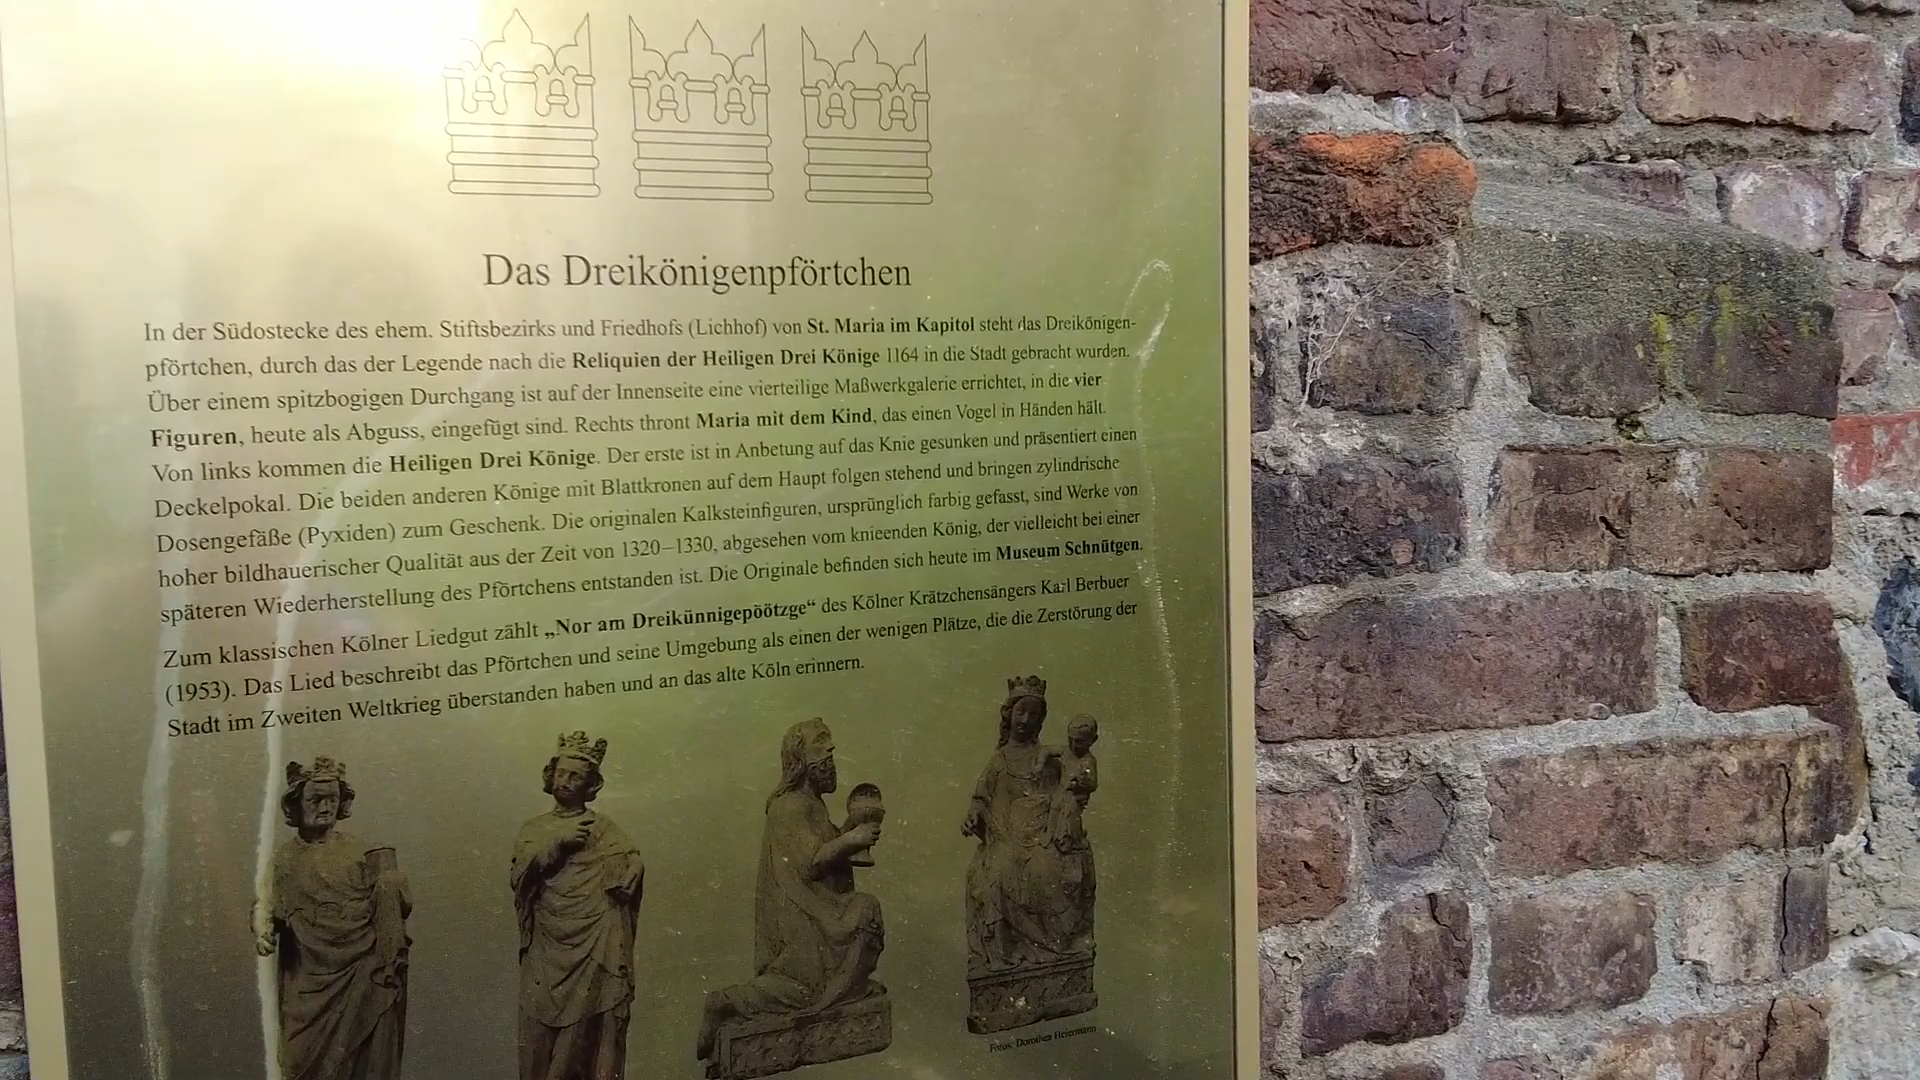 Das Dreikönigenpförtchen
In der Südostecke des ehem. Stiftsbezirks und Friedhofs (Lichhof) von St. Maria im Kapitol steht das Dreikönigen-
pförtchen, durch das der Legende nach die Reliquien der Heiligen Drei Könige 1164 in die Stadt gebracht wurden.
Über einem spitzbogigen Durchgang ist auf der Innenseite eine vierteilige Maßwerkgalerie errichtet, in die vier
Figuren, heute als Abguss, eingefügt sind. Rechts thront Maria mit dem Kind, das einen Vogel in Händen hält.
Von links kommen die Heiligen Drei Könige. Der erste ist in Anbetung auf das Knie gesunken und präsentiert einen
Deckelpokal. Die beiden anderen Könige mit Blattkronen auf dem Haupt folgen stehend und bringen zylindrische
Dosengefäße (Pyxiden) zum Geschenk. Die originalen Kalksteinfiguren, ursprünglich farbig gefasst, sind Werke von
hoher bildhauerischer Qualität aus der Zeit von 1320–1330, abgesehen vom knieenden König, der vielleicht bei einer
späteren Wiederherstellung des Pförtchens entstanden ist. Die Originale befinden sich heute im Museum Schnütgen.
Zum klassischen Kölner Liedgut zählt „Nor am Dreikünnigepöötzge“ des Kölner Krätzchensängers Karl Berbuer
(1953). Das Lied beschreibt das Pförtchen und seine Umgebung als einen der wenigen Plätze, die die Zerstörung der
Stadt im Zweiten Weltkrieg überstanden haben und an das alte Köln erinnern.
Fotos: Dorothea Heiermann